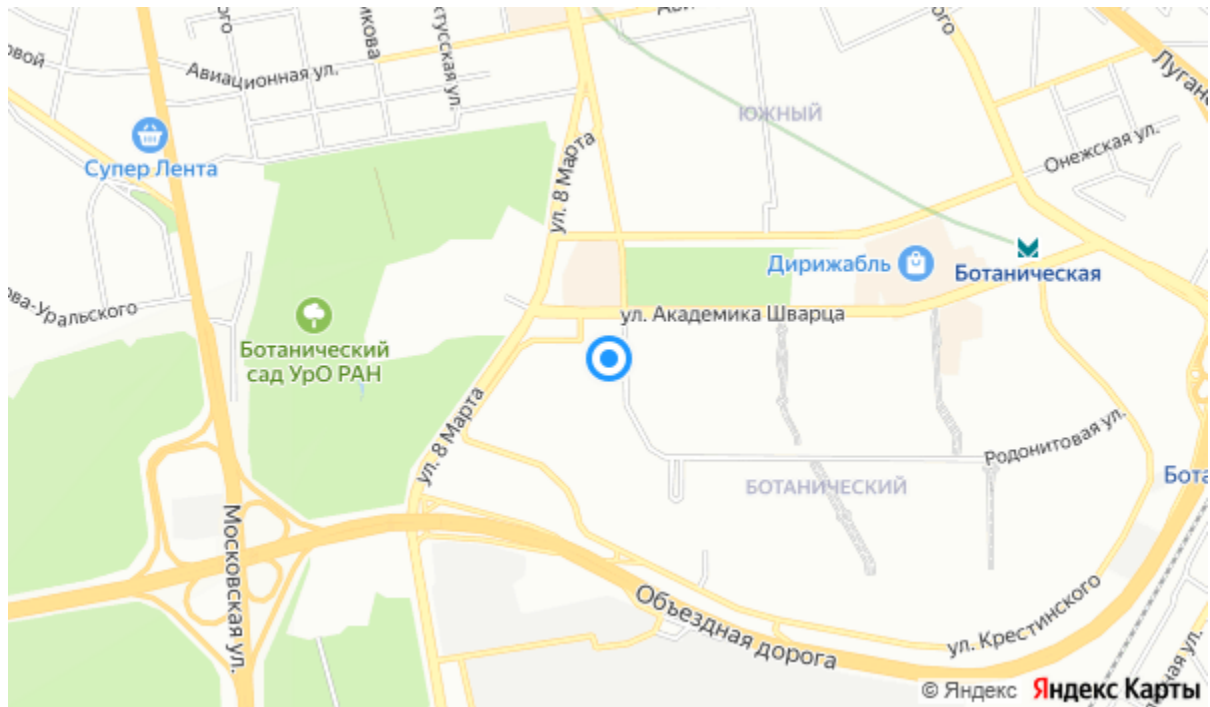 Авиационная ул.
ЮЖНЫЙ
Онежская ул.
Супер Лента
ул. 8 Марта
Дирижабль
Ботаническая
ул. Академика Шварца
Ботанический
сад УрО РАН
ул. 8 Марта
Родонитовая ул.
БОТАНИЧЕСКИЙ
Московская ул.
Объездная дорога
ул. Крестинского
© Яндекс Яндекс Карты